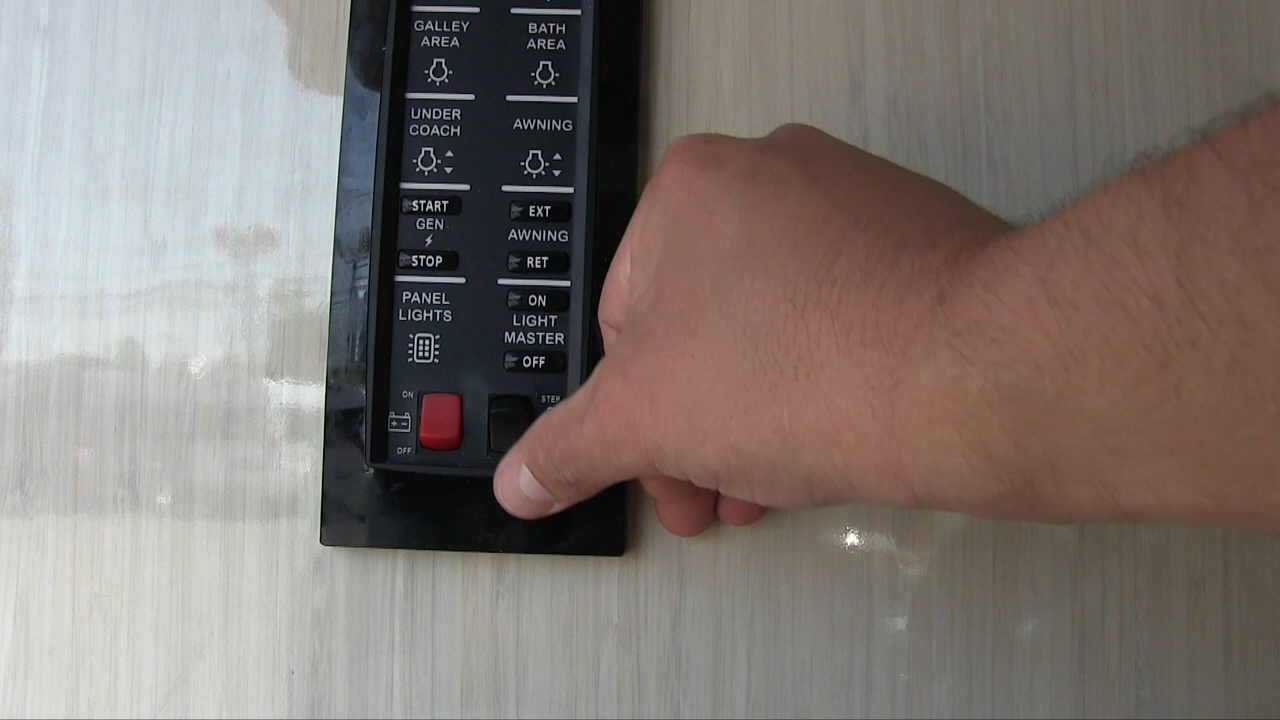 GALLEY
AREA
BATH
AREA
UNDER
COACH
AWNING
START
GEN
STOP
EXT
AWNING
RET
PANEL
LIGHTS
ON
LIGHT
MASTER
OFF
ON
OFF
STEP